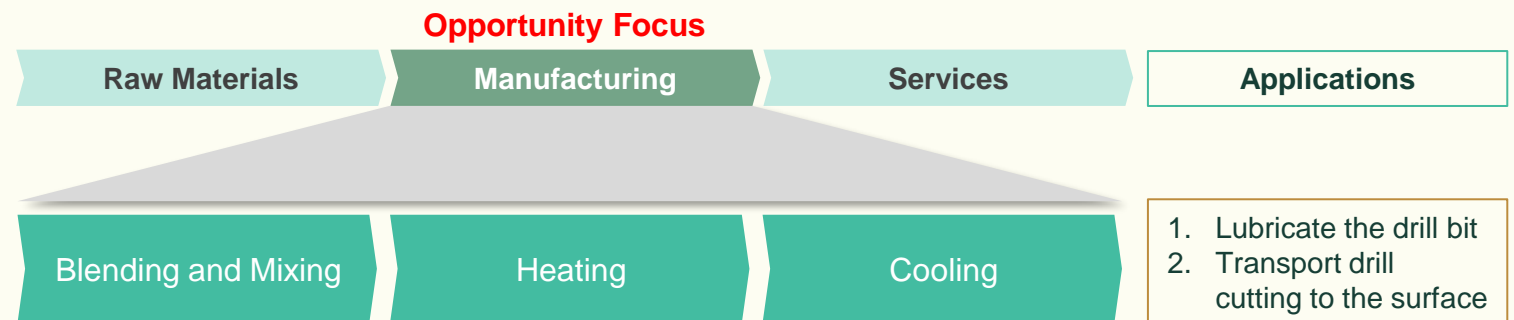 Opportunity Focus
Raw Materials
Manufacturing
Services
Applications
Blending and Mixing
Heating
Cooling
1. Lubricate the drill bit
2. Transport drill
cutting to the surface